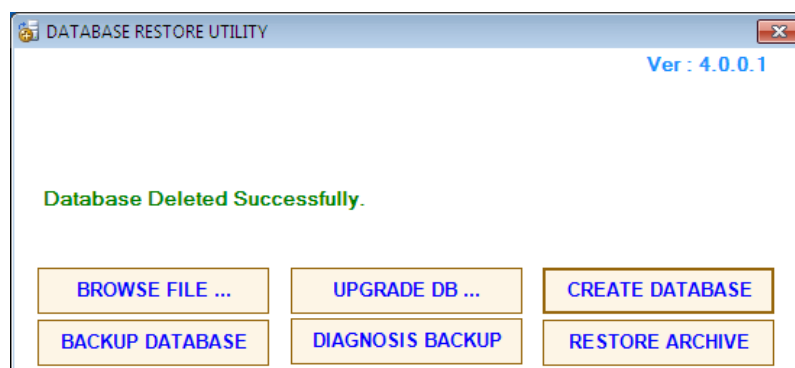 DATABASE RESTORE UTILITY
Ver : 4.0.0.1
Database Deleted Successfully.
BROWSE FILE ... UPGRADE DB ... CREATE DATABASE
BACKUP DATABASE DIAGNOSIS BACKUP RESTORE ARCHIVE